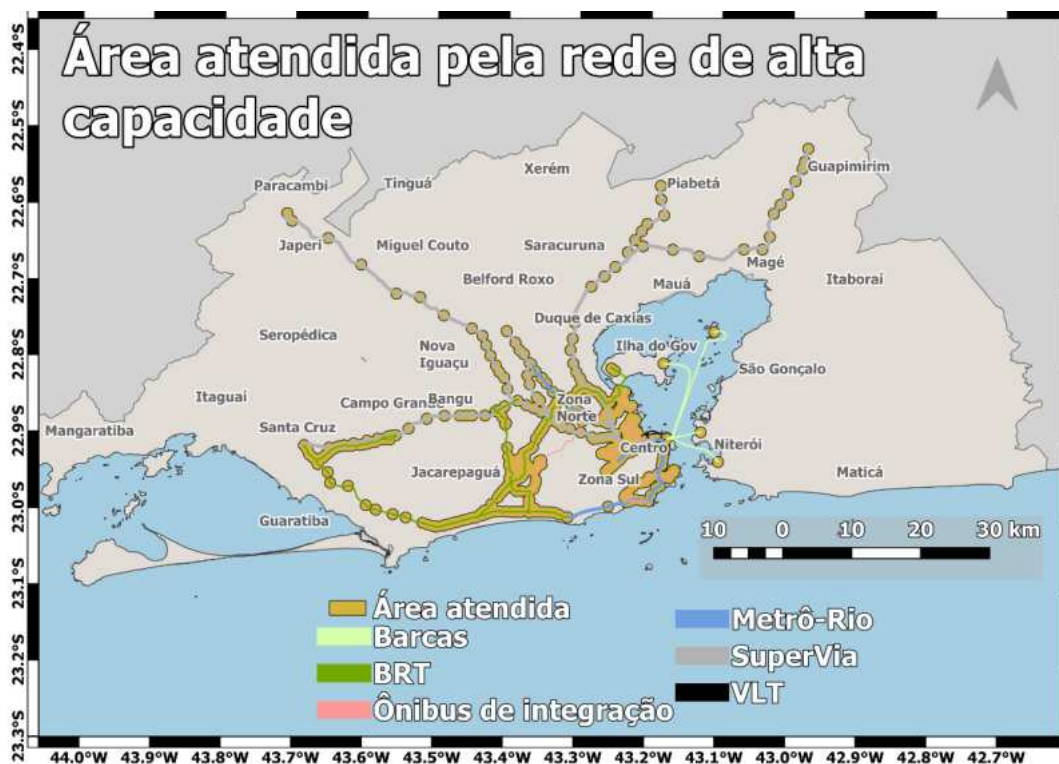 Área atendida pela rede de alta
capacidade
22.4°S
22.5°S
22.6°S
22.7°S
22.8°S
22.9°S
23.0°S
23.1°S
23.2°S
23.3°S
Xerém
Guapimirim
Paracambi
Tinguá
Piabetá
Japeri
Miguel Couto
Saracuruna
Magé
Belford Roxo
Mauá
Itaboraí
Duque de Caxias
Seropédica
Nova
Iguaçu
Ilha do Gov
São Gonçalo
Itaguaí
Campo Grande
Bangu
Zona
Norte
Mangaratiba
Santa Cruz
Centro
Niterói
Jacarepaguá
Zona Sul
Maticá
Guaratiba
10 0 10 20 30 km
Área atendida
Barcas
BRT
Ônibus de integração
Metrô-Rio
SuperVia
VLT
44.0°W 43.9°W 43.8°W 43.7°W 43.6°W 43.5°W 43.4°W 43.3°W 43.2°W 43.1°W 43.0°W 42.9°W 42.8°W 42.7°W